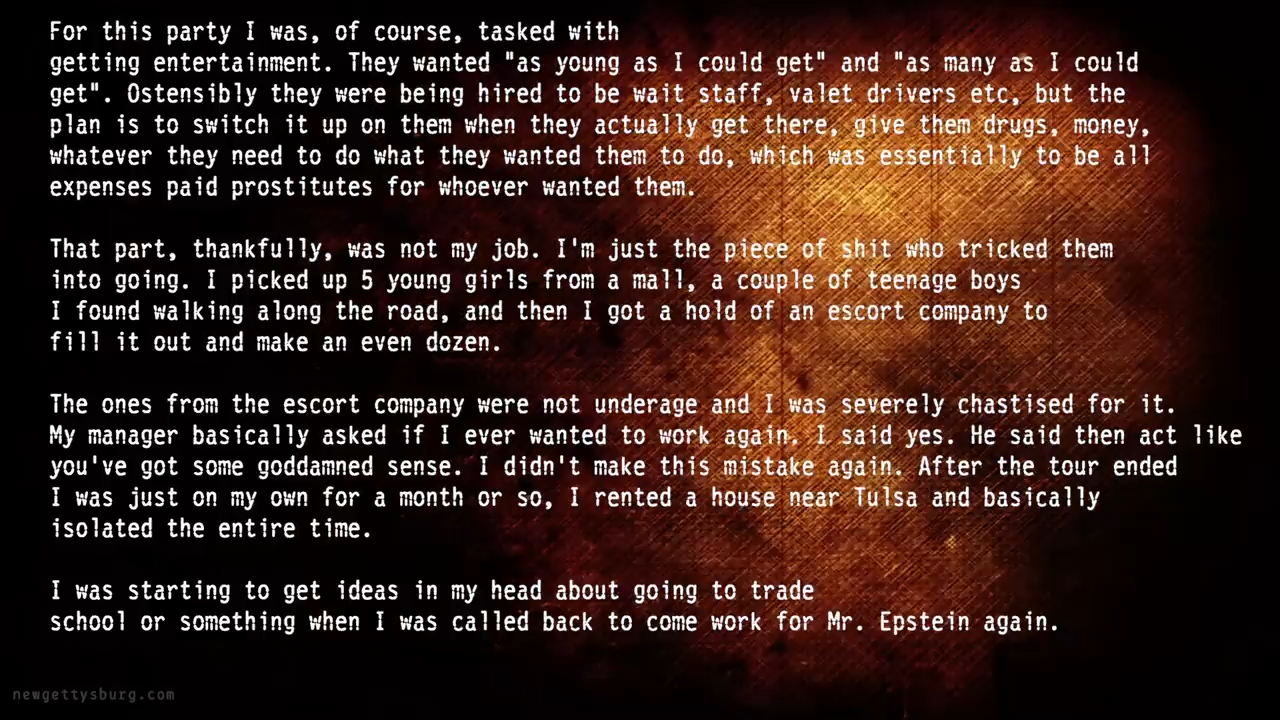 For this party I was, of course, tasked with
getting entertainment. They wanted "as young as I could get" and "as many as I could
get". Ostensibly they were being hired to be wait staff, valet drivers etc, but the
plan is to switch it up on them when they actually get there, give them drugs, money,
whatever they need to do what they wanted them to do, which was essentially to be all
expenses paid prostitutes for whoever wanted them.

That part, thankfully, was not my job. I'm just the piece of shit who tricked them
into going. I picked up 5 young girls from a mall, a couple of teenage boys
I found walking along the road, and then I got a hold of an escort company to
fill it out and make an even dozen.

The ones from the escort company were not underage and I was severely chastised for it.
My manager basically asked if I ever wanted to work again. I said yes. He said then act like
you've got some goddamned sense. I didn't make this mistake again. After the tour ended
I was just on my own for a month or so, I rented a house near Tulsa and basically
isolated the entire time.

I was starting to get ideas in my head about going to trade
school or something when I was called back to come work for Mr. Epstein again.

newgettysburg.com